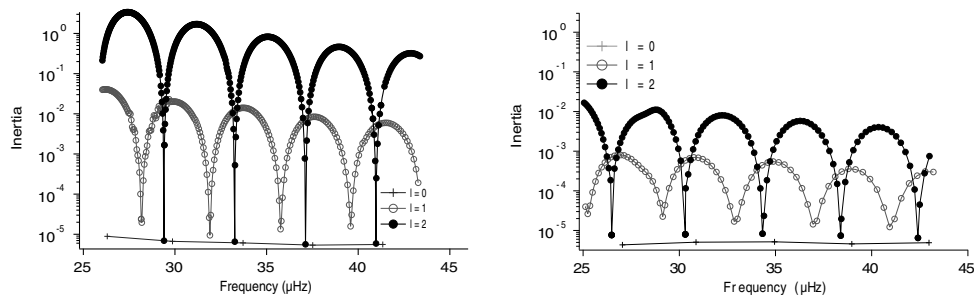 Inertia
10^0
10^-1
10^-2
10^-3
10^-4
10^-5
25 30 35 40 45
Frequency (μHz)
l = 0
l = 1
l = 2
Inertia
10^0
10^-1
10^-2
10^-3
10^-4
10^-5
25 30 35 40 45
Frequency (μHz)
l = 0
l = 1
l = 2